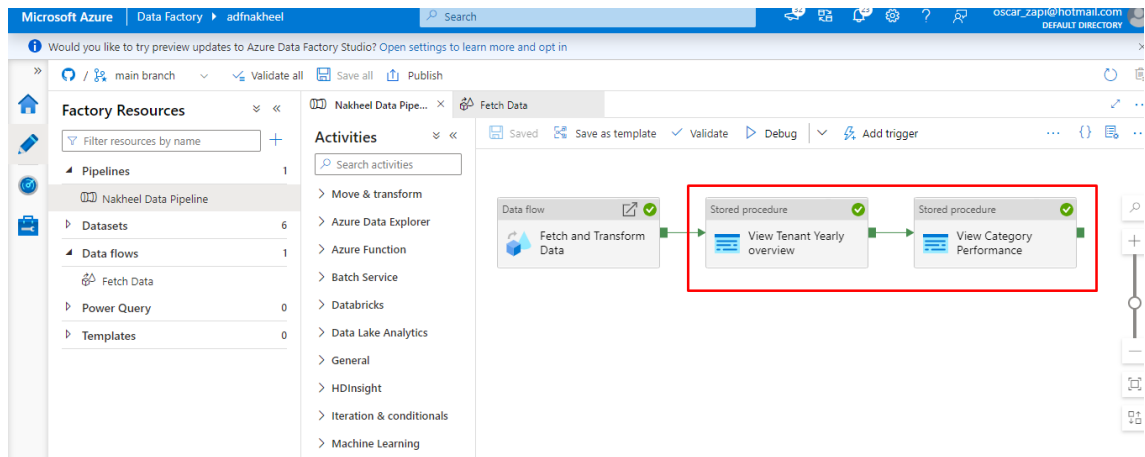 Microsoft Azure | Data Factory ▸ adfnakheel Search 32 23 ? oscar_zapi@hotmail.com
DEFAULT DIRECTORY
Would you like to try preview updates to Azure Data Factory Studio? Open settings to learn more and opt in
/ main branch Validate all Save all Publish
Nakheel Data Pipe... Fetch Data
Factory Resources
Filter resources by name
Pipelines 1
Nakheel Data Pipeline
Datasets 6
Data flows 1
Fetch Data
Power Query 0
Templates 0
Activities
Search activities
Move & transform
Azure Data Explorer
Azure Function
Batch Service
Databricks
Data Lake Analytics
General
HDInsight
Iteration & conditionals
Machine Learning
Saved Save as template Validate Debug Add trigger ... {}
Data flow
Fetch and Transform
Data
Stored procedure
View Tenant Yearly
overview
Stored procedure
View Category
Performance